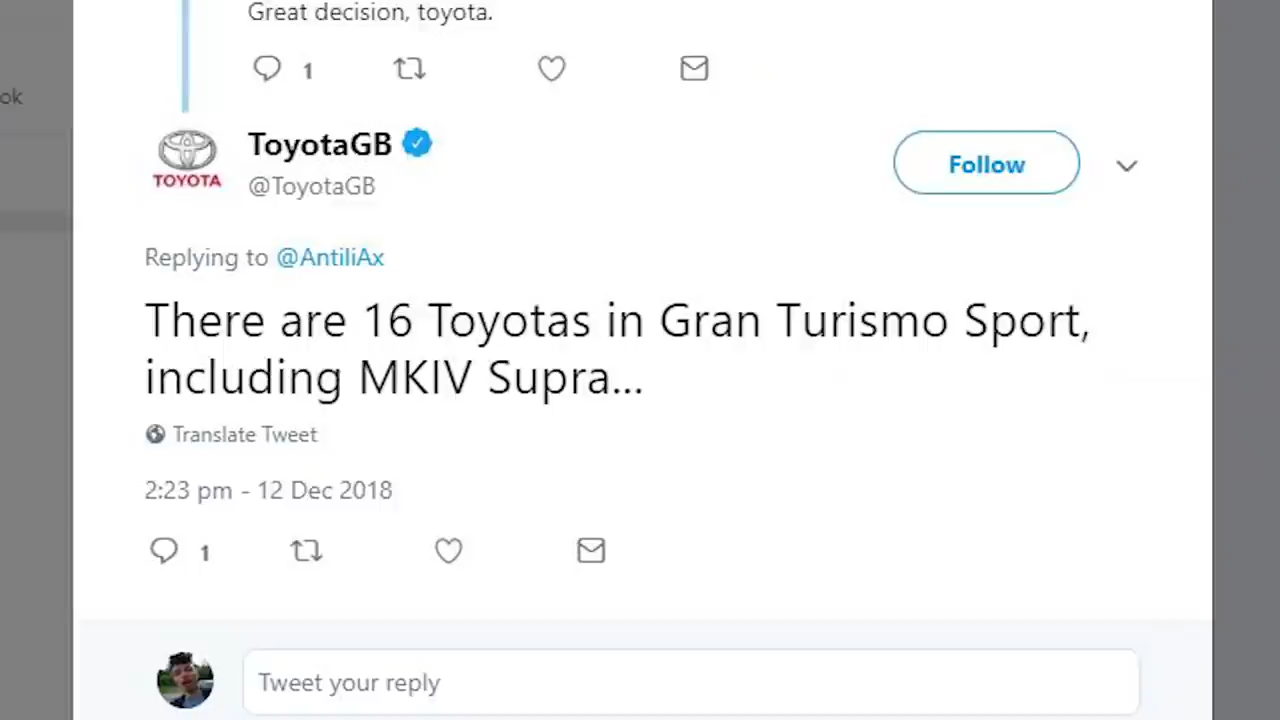 Great decision, toyota.
1
ok
ToyotaGB
TOYOTA
@ToyotaGB
Follow
Replying to @AntiliAx
There are 16 Toyotas in Gran Turismo Sport,
including MKIV Supra...
Translate Tweet
2:23 pm - 12 Dec 2018
1
Tweet your reply